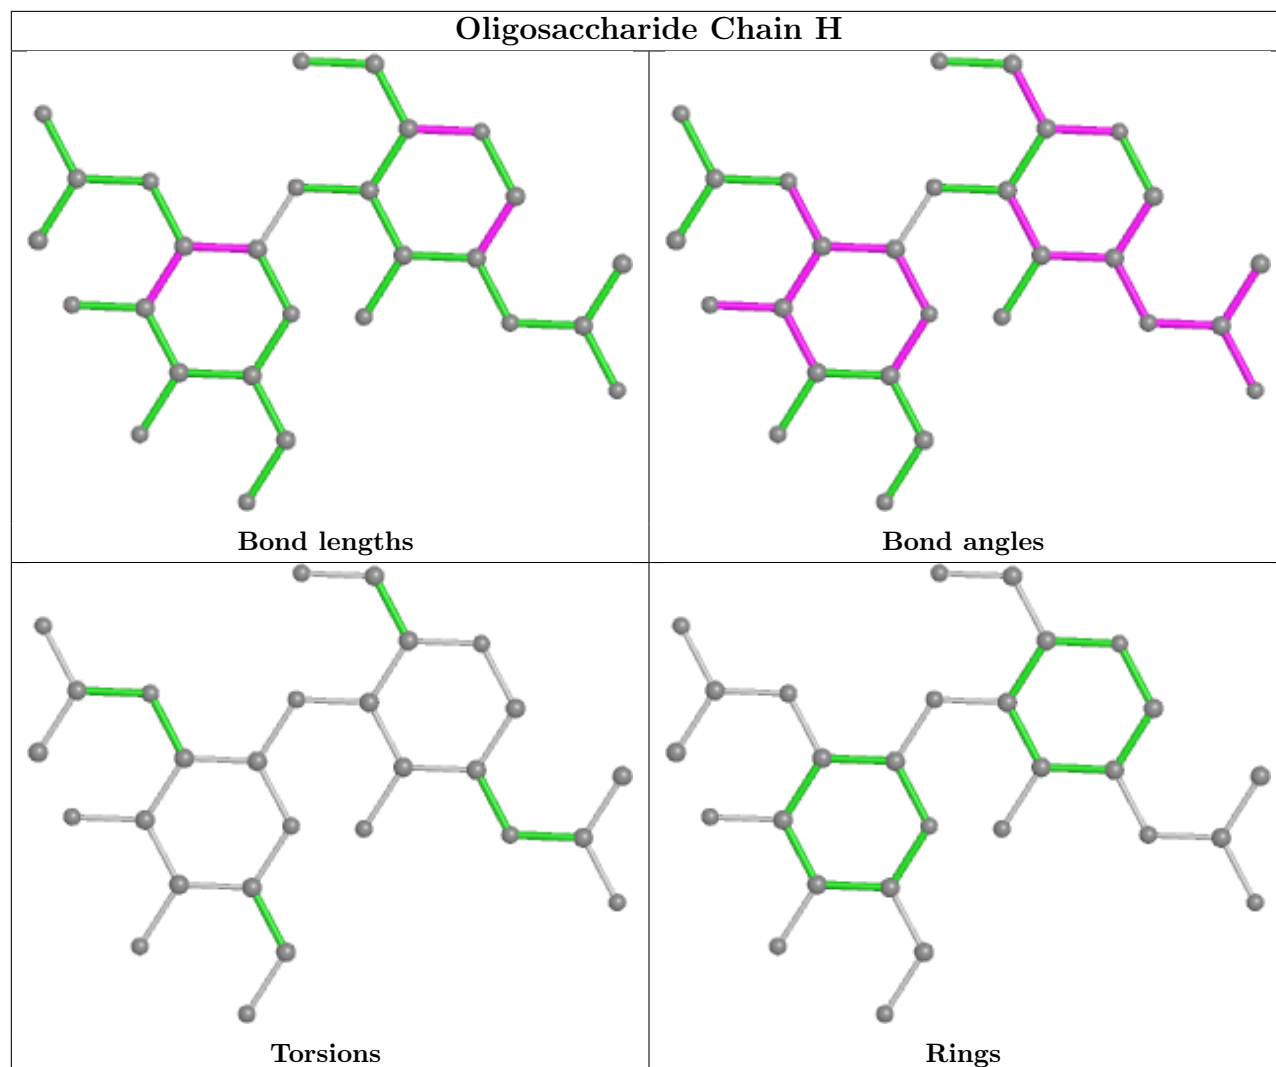 Oligosaccharide Chain H
Bond lengths
Bond angles
Torsions
Rings